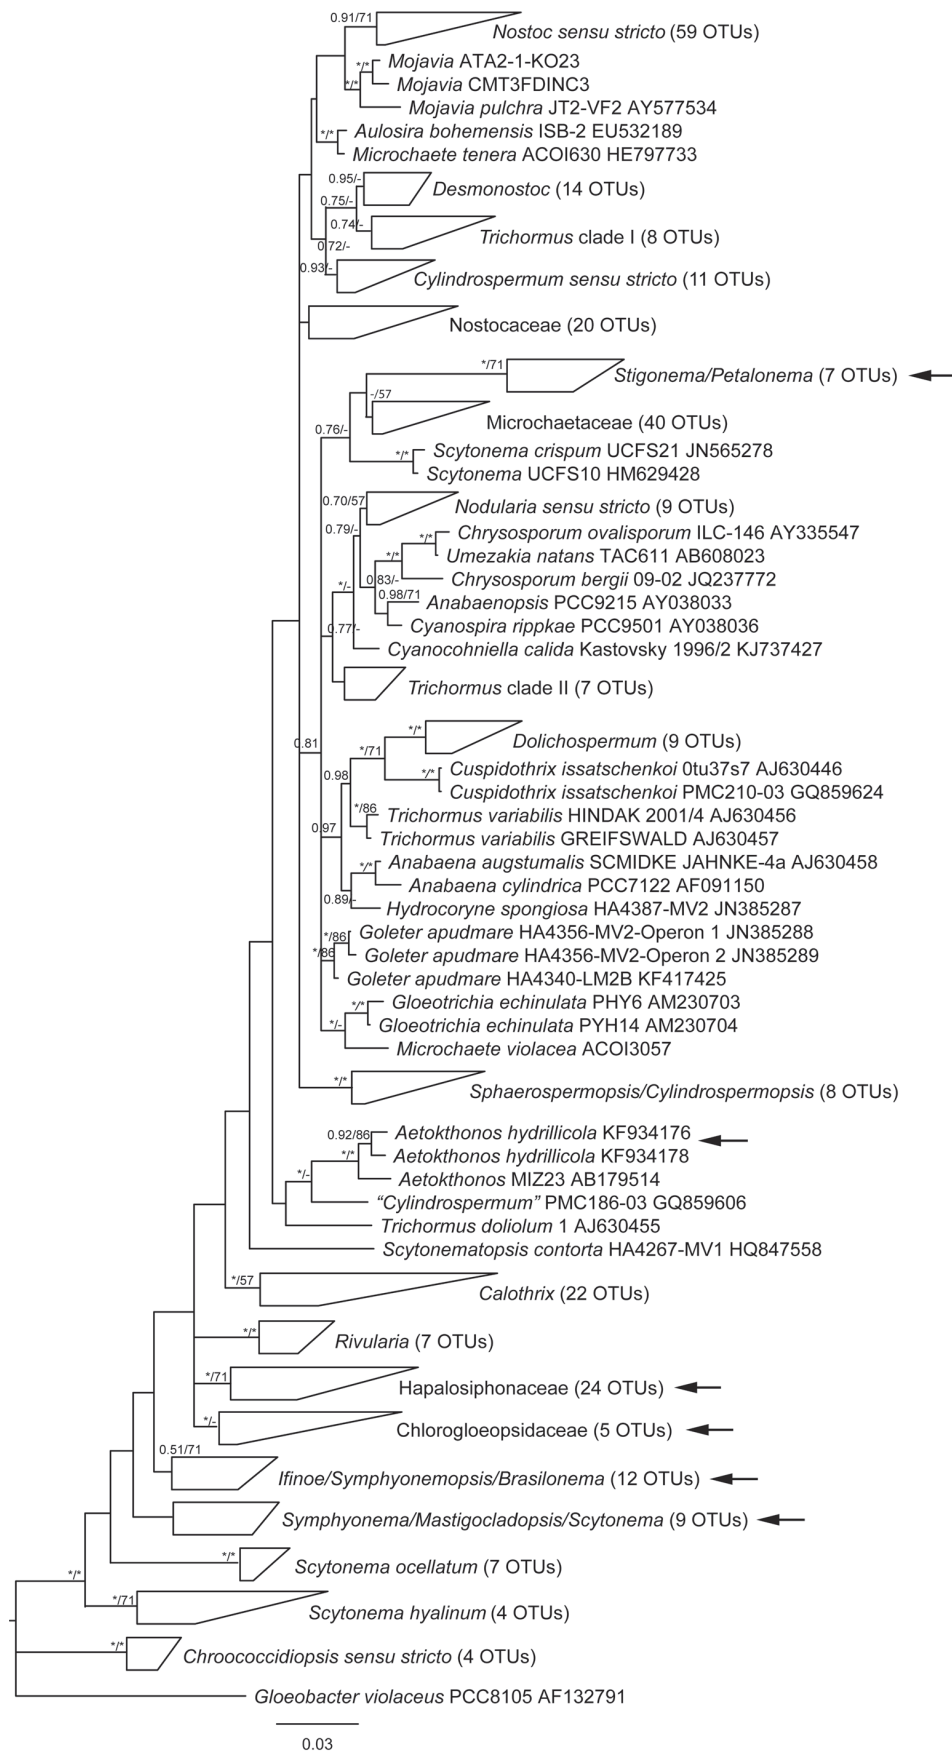 0.91/71
Nostoc sensu stricto (59 OTUs)
*/*
Mojavia ATA2-1-KO23
*/*
Mojavia CMT3FDINC3
Mojavia pulchra JT2-VF2 AY577534
*/*
Aulosira bohemensis ISB-2 EU532189
Microchaete tenera ACOI630 HE797733
0.95/-
Desmonostoc (14 OTUs)
0.75/-
0.74/-
Trichormus clade I (8 OTUs)
0.72/-
0.93/-
Cylindrospermum sensu stricto (11 OTUs)
Nostocaceae (20 OTUs)
*/71
Stigonema/Petalonema (7 OTUs)
-/57
Microchaetaceae (40 OTUs)
0.76/-
*/*
Scytonema crispum UCFS21 JN565278
Scytonema UCFS10 HM629428
0.70/57
Nodularia sensu stricto (9 OTUs)
0.79/-
*/*
Chrysosporum ovalisporum ILC-146 AY335547
*/*
Umezakia natans TAC611 AB608023
*/-
0.83/-
Chrysosporum bergii 09-02 JQ237772
0.98/71
Anabaenopsis PCC9215 AY038033
0.77/-
Cyanospira rippkae PCC9501 AY038036
Cyanocohniella calida Kastovsky 1996/2 KJ737427
Trichormus clade II (7 OTUs)
*/*
Dolichospermum (9 OTUs)
0.81
*/71
*/*
Cuspidothrix issatschenkoi 0tu37s7 AJ630446
0.98
Cuspidothrix issatschenkoi PMC210-03 GQ859624
*/86
Trichormus variabilis HINDAK 2001/4 AJ630456
0.97
Trichormus variabilis GREIFSWALD AJ630457
*/*
Anabaena augstumalis SCMIDKE JAHNKE-4a AJ630458
Anabaena cylindrica PCC7122 AF091150
0.89/-
Hydrocoryne spongiosa HA4387-MV2 JN385287
*/86
Goleter apudmare HA4356-MV2-Operon 1 JN385288
*/86
Goleter apudmare HA4356-MV2-Operon 2 JN385289
Goleter apudmare HA4340-LM2B KF417425
*/*
Gloeotrichia echinulata PHY6 AM230703
*/-
Gloeotrichia echinulata PYH14 AM230704
Microchaete violacea ACOI3057
*/*
Sphaerospermopsis/Cylindrospermopsis (8 OTUs)
0.92/86
Aetokthonos hydrillicola KF934176
*/*
Aetokthonos hydrillicola KF934178
*/-
Aetokthonos MIZ23 AB179514
“Cylindrospermum” PMC186-03 GQ859606
Trichormus doliolum 1 AJ630455
Scytonematopsis contorta HA4267-MV1 HQ847558
*/57
Calothrix (22 OTUs)
*/*
Rivularia (7 OTUs)
*/71
Hapalosiphonaceae (24 OTUs)
*/-
Chlorogloeopsidaceae (5 OTUs)
0.51/71
Ifinoe/Symphyonemopsis/Brasilonema (12 OTUs)
Symphyonema/Mastigocladopsis/Scytonema (9 OTUs)
*/*
Scytonema ocellatum (7 OTUs)
*/*
*/71
Scytonema hyalinum (4 OTUs)
*/*
Chroococcidiopsis sensu stricto (4 OTUs)
Gloeobacter violaceus PCC8105 AF132791
0.03